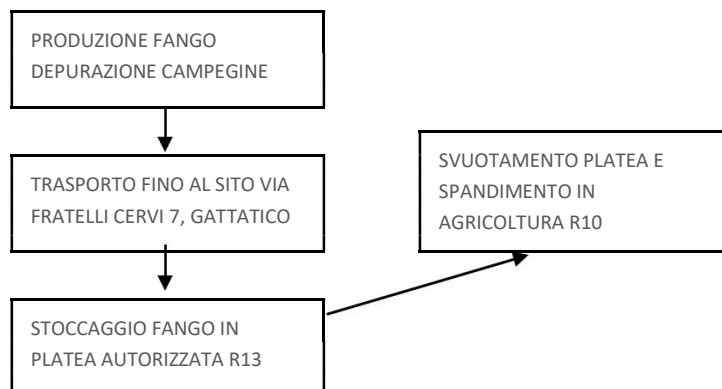 PRODUZIONE FANGO
DEPURAZIONE CAMPEGINE
TRASPORTO FINO AL SITO VIA
FRATELLI CERVI 7, GATTATICO
STOCCAGGIO FANGO IN
PLATEA AUTORIZZATA R13
SVUOTAMENTO PLATEA E
SPANDIMENTO IN
AGRICOLTURA R10